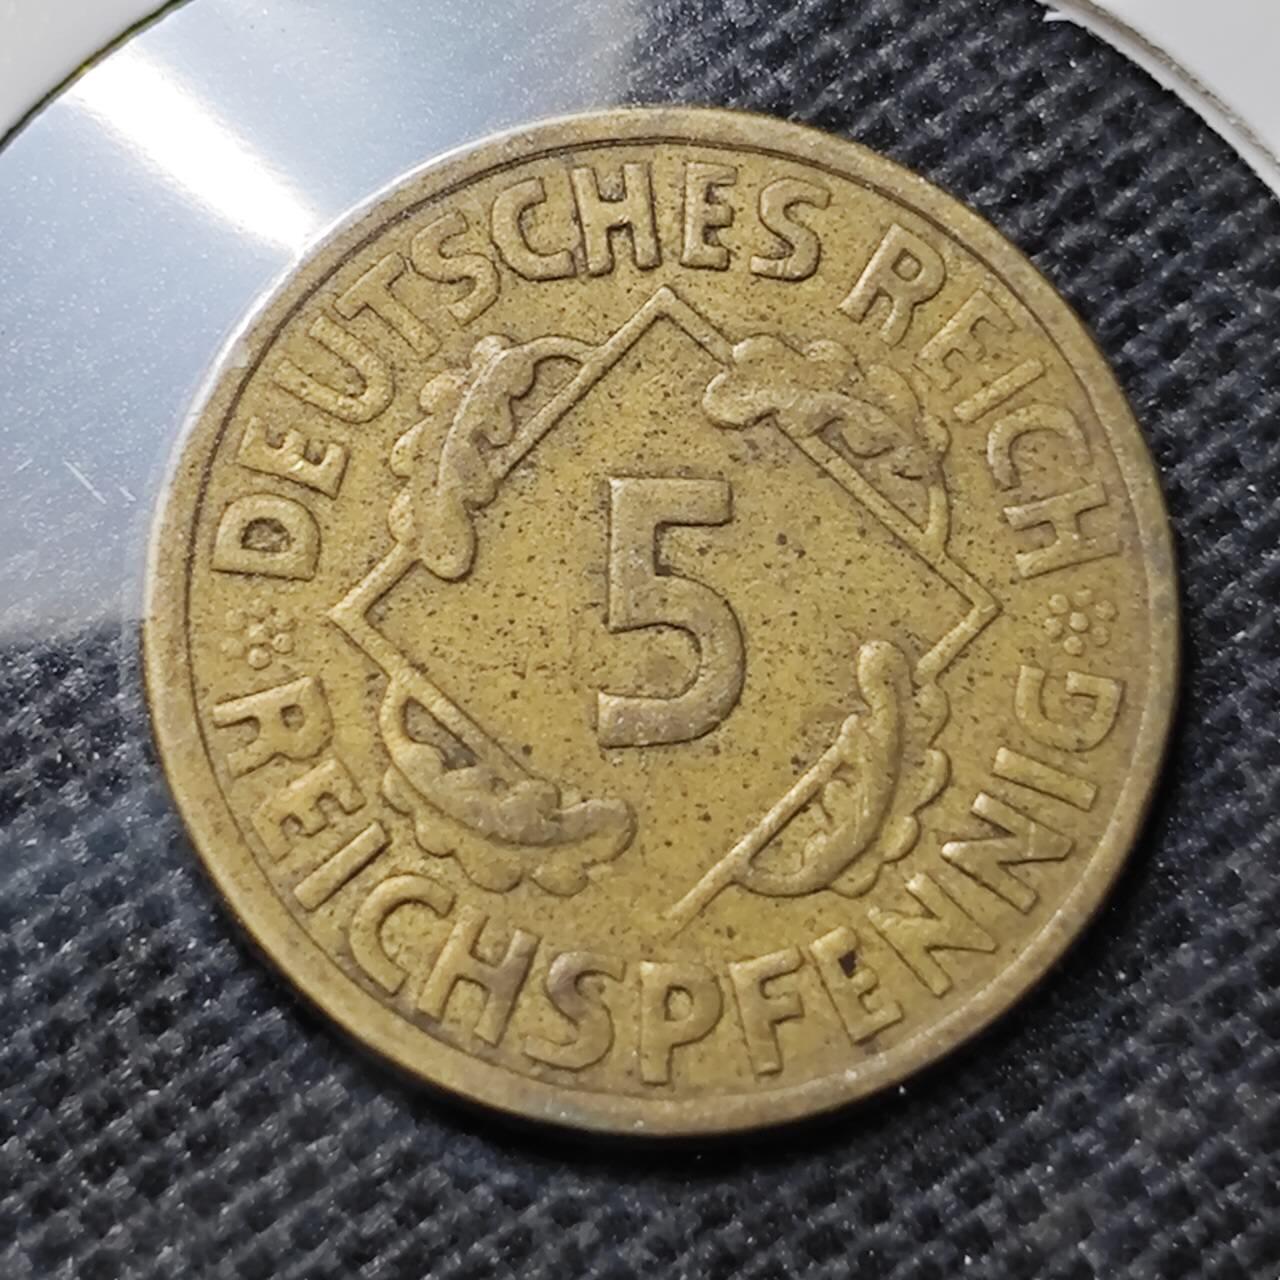 DEUTSCHES REICH
5
REICHSPFENNIG